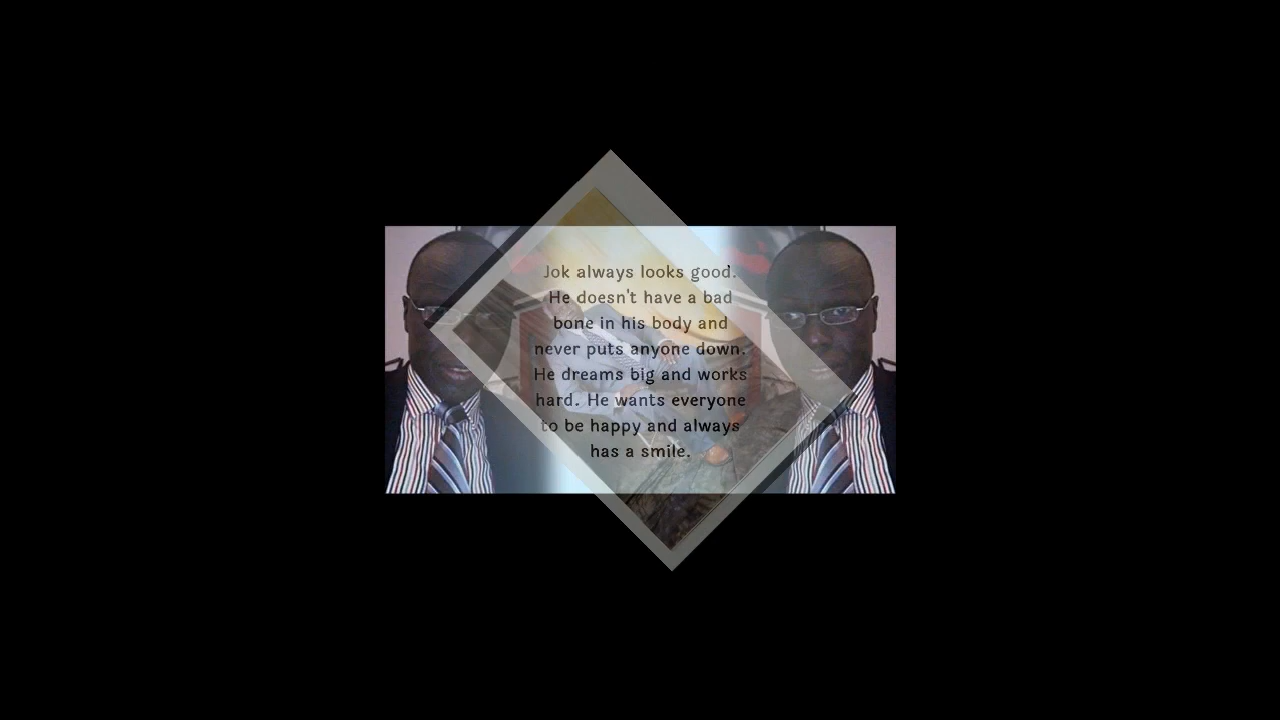 Jok always looks good.
He doesn't have a bad
bone in his body and
never puts anyone down.
He dreams big and works
hard. He wants everyone
to be happy and always
has a smile.